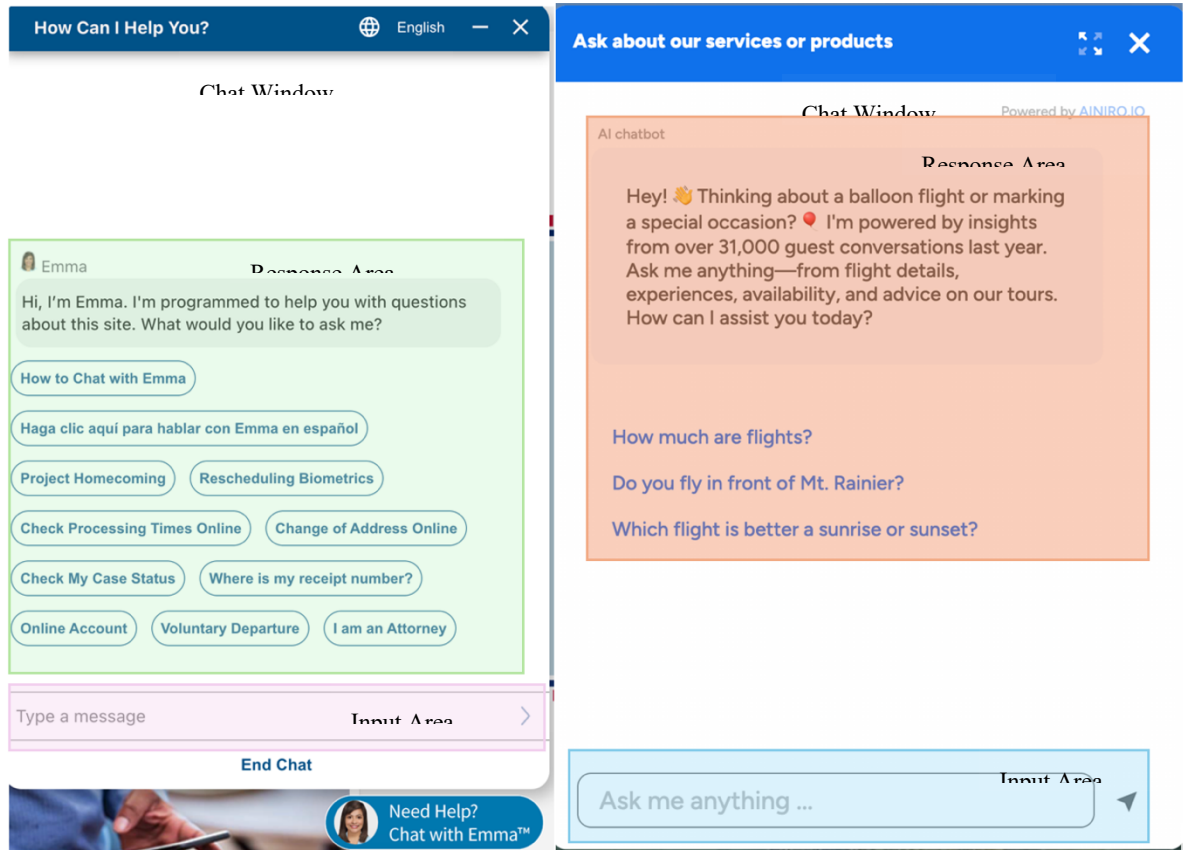 How Can I Help You?
English
Chat Window
Emma
Response Area
Hi, I'm Emma. I'm programmed to help you with questions
about this site. What would you like to ask me?
How to Chat with Emma
Haga clic aquí para hablar con Emma en español
Project Homecoming
Rescheduling Biometrics
Check Processing Times Online
Change of Address Online
Check My Case Status
Where is my receipt number?
Online Account
Voluntary Departure
I am an Attorney
Type a message
Input Area
End Chat
Need Help?
Chat with Emma™
Ask about our services or products
Chat Window
Powered by AINIRO.IO
AI chatbot
Response Area
Hey! 👋 Thinking about a balloon flight or marking
a special occasion? 🎈 I'm powered by insights
from over 31,000 guest conversations last year.
Ask me anything—from flight details,
experiences, availability, and advice on our tours.
How can I assist you today?
How much are flights?
Do you fly in front of Mt. Rainier?
Which flight is better a sunrise or sunset?
Input Area
Ask me anything ...